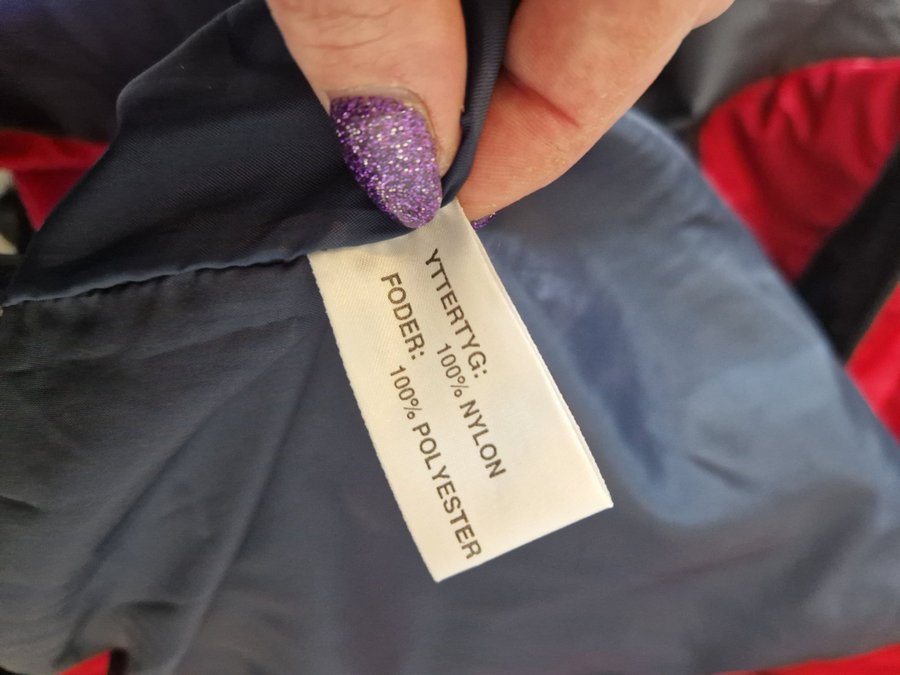 YTTERTYG:
100% NYLON
FODER:
100% POLYESTER